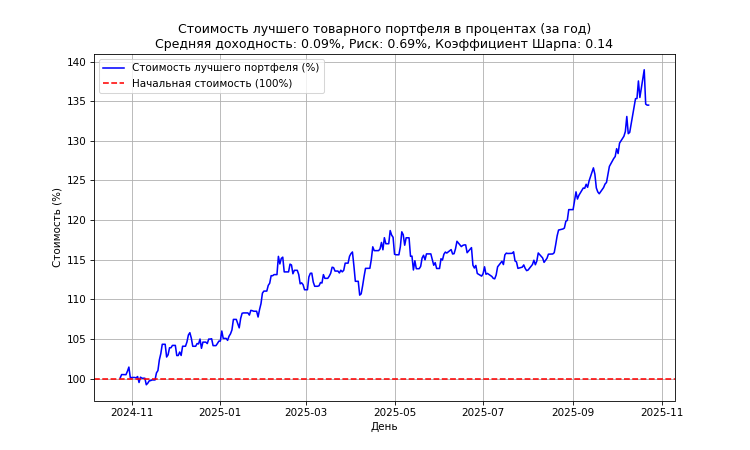 Стоимость лучшего товарного портфеля в процентах (за год)
Средняя доходность: 0.09%, Риск: 0.69%, Коэффициент Шарпа: 0.14
Стоимость лучшего портфеля (%)
Начальная стоимость (100%)
Стоимость (%)
140
135
130
125
120
115
110
105
100
2024-11
2025-01
2025-03
2025-05
2025-07
2025-09
2025-11
День